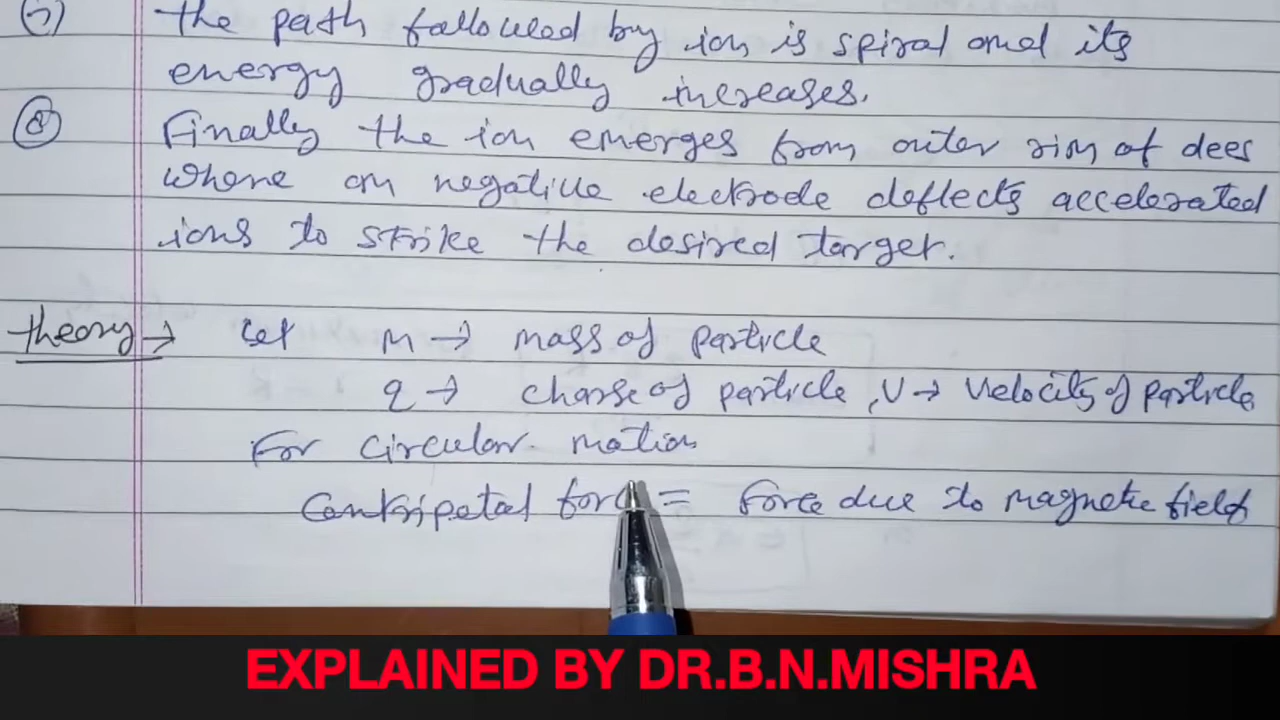 7) the path followed by ion is spiral and its
energy gradually increases.
8 Finally the ion emerges from outer rim of dees
where an negative electrode deflects accelerated
ions to strike the desired target.
Theory → Let M → mass of particle
q → charge of particle, V → velocity of particle
For circular motion
Centripetal force = Force due to magnetic field
EXPLAINED BY DR.B.N.MISHRA